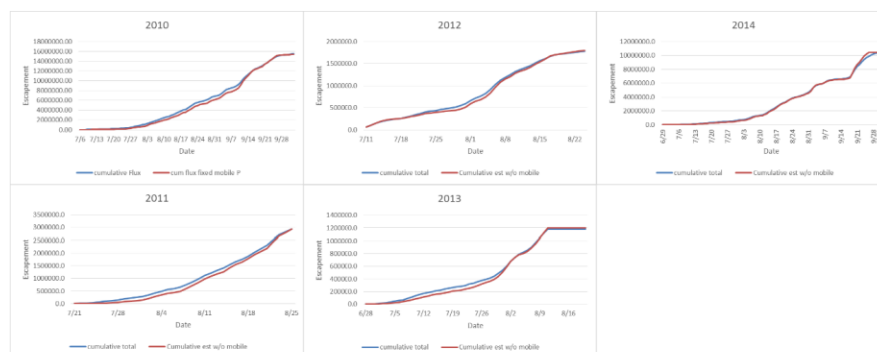 2010
18000000.00
16000000.00
14000000.00
12000000.00
10000000.00
8000000.00
6000000.00
4000000.00
2000000.00
0.00
Escapement
7/6 7/13 7/20 7/27 8/3 8/10 8/17 8/24 8/31 9/7 9/14 9/21 9/28
Date
cumulative Flux cum flux fixed mobile P
2012
2000000.0
1500000.0
1000000.0
500000.0
0.0
Escapement
7/11 7/18 7/25 8/1 8/8 8/15 8/22
Date
cumulative total Cumulative est w/o mobile
2014
12000000.0
10000000.0
8000000.0
6000000.0
4000000.0
2000000.0
0.0
Escapement
6/29 7/6 7/13 7/20 7/27 8/3 8/10 8/17 8/24 8/31 9/7 9/14 9/21 9/28
Date
cumulative total Cumulative est w/o mobile
2011
3500000.0
3000000.0
2500000.0
2000000.0
1500000.0
1000000.0
500000.0
0.0
Escapement
7/21 7/28 8/4 8/11 8/18 8/25
Date
cumulative total Cumulative est w/o mobile
2013
1400000.0
1200000.0
1000000.0
800000.0
600000.0
400000.0
200000.0
0.0
Escapement
6/28 7/5 7/12 7/19 7/26 8/2 8/9 8/16
Date
cumulative total Cumulative est w/o mobile